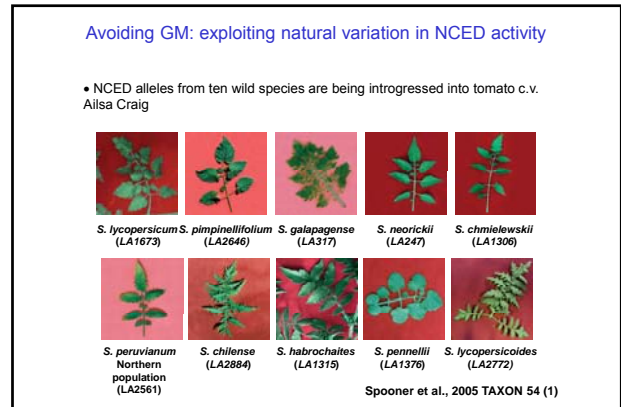 Avoiding GM: exploiting natural variation in NCED activity
• NCED alleles from ten wild species are being introgressed into tomato c.v.
Ailsa Craig
S. lycopersicum S. pimpinellifolium S. galapagense S. neorickii S. chmielewskii
(LA1673) (LA2646) (LA317) (LA247) (LA1306)
S. peruvianum S. chilense S. habrochaites S. pennellii S. lycopersicoides
Northern (LA2884) (LA1315) (LA1376) (LA2772)
population
(LA2561)
Spooner et al., 2005 TAXON 54 (1)